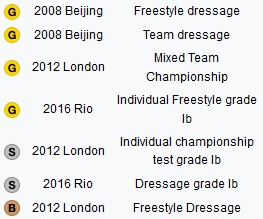 G 2008 Beijing Freestyle dressage
G 2008 Beijing Team dressage
G 2012 London Mixed Team
Championship
G 2016 Rio Individual Freestyle grade
Ib
S 2012 London Individual championship
test grade Ib
S 2016 Rio Dressage grade Ib
B 2012 London Freestyle Dressage